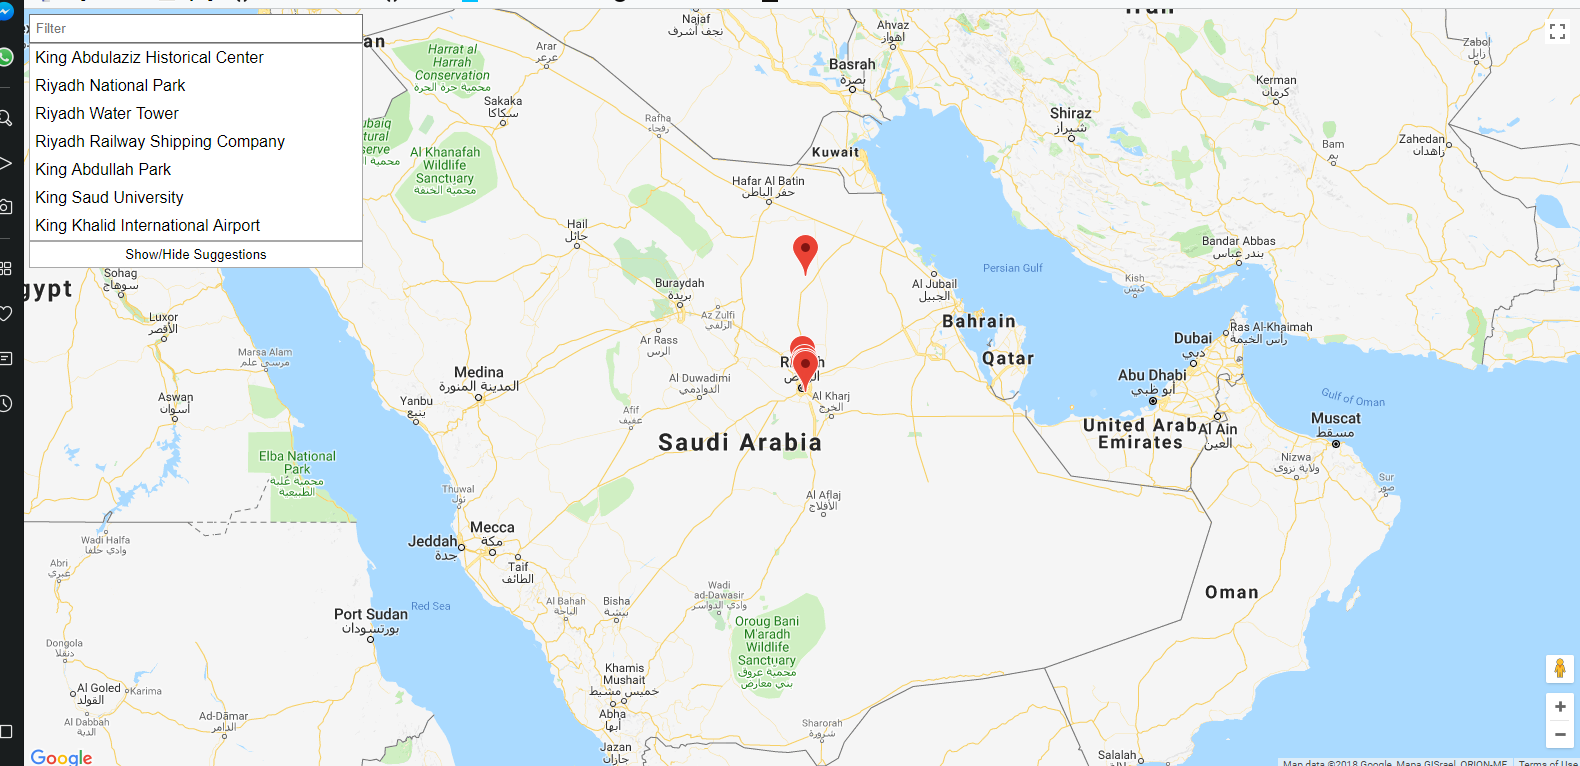 Filter
King Abdulaziz Historical Center
Riyadh National Park
Riyadh Water Tower
Riyadh Railway Shipping Company
King Abdullah Park
King Saud University
King Khalid International Airport
Show/Hide Suggestions
an
Najaf
نجف أشرف
Ahvaz
اهواز
Zabol
زابل
Harrat al
Harrah
Conservation
محمية حرة الحرة
Arar
عرعر
Basrah
بصرة
Kerman
كرمان
Sakaka
سكاكا
Rafha
رفحاء
Shiraz
شیراز
ubaiq
tural
serve
Al Khanafah
Wildlife
Sanctuary
محمية الخنفة
Kuwait
Bam
بم
Zahedan
زاهدان
Hafar Al Batin
حفر الباطن
Hail
حائل
Bandar Abbas
بندر عباس
Persian Gulf
Kish
كيش
Sohag
سوهاج
gypt
Buraydah
بريدة
Al Jubail
الجبيل
Luxor
الأقصر
Az Zulfi
الزلفي
Bahrain
Ras Al-Khaimah
رأس الخيمة
Marsa Alam
مرسى علم
Ar Rass
الرس
Dubai
دبي
Qatar
Medina
المدينة المنورة
Al Duwadimi
الدوادمي
Abu Dhabi
أبو ظبي
Aswan
أسوان
Yanbu
ينبع
Afif
عفيف
Al Kharj
الخرج
Gulf of Oman
Muscat
مسقط
United Arab
Emirates
Al Ain
العين
Saudi Arabia
Elba National
Park
محمية علبة
الطبيعية
Nizwa
ولاية نزوى
Sur
صور
Thuwal
ثول
Al Aflaj
الأفلاج
Mecca
مكة
Jeddah
جدة
Wadi Halfa
وادي حلفا
Abri
عبري
Taif
الطائف
Oman
Red Sea
Port Sudan
بورتسودان
Al Bahah
الباحة
Bisha
بيشة
Wadi
ad-Dawasir
وادي الدواسر
Oroug Bani
M'aradh
Wildlife
Sanctuary
محمية عروق
بني معارض
Dongola
دنقلا
Khamis
Mushait
خميس مشيط
Al Goled
القولد
Karima
Al Dabbah
الدبة
Ad-Dāmar
الدامر
Abha
أبها
Sharorah
شرورة
Jazan
جازان
Salalah
Google
Map data ©2018 Google, Mapa GISrael, ORION-ME
Terms of Use